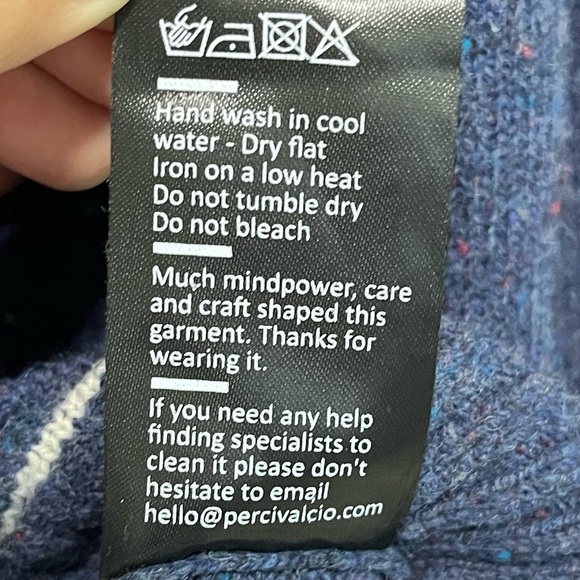 Hand wash in cool
water - Dry flat
Iron on a low heat
Do not tumble dry
Do not bleach
Much mindpower, care
and craft shaped this
garment. Thanks for
wearing it.
If you need any help
finding specialists to
clean it please don't
hesitate to email
hello@percivalclo.com